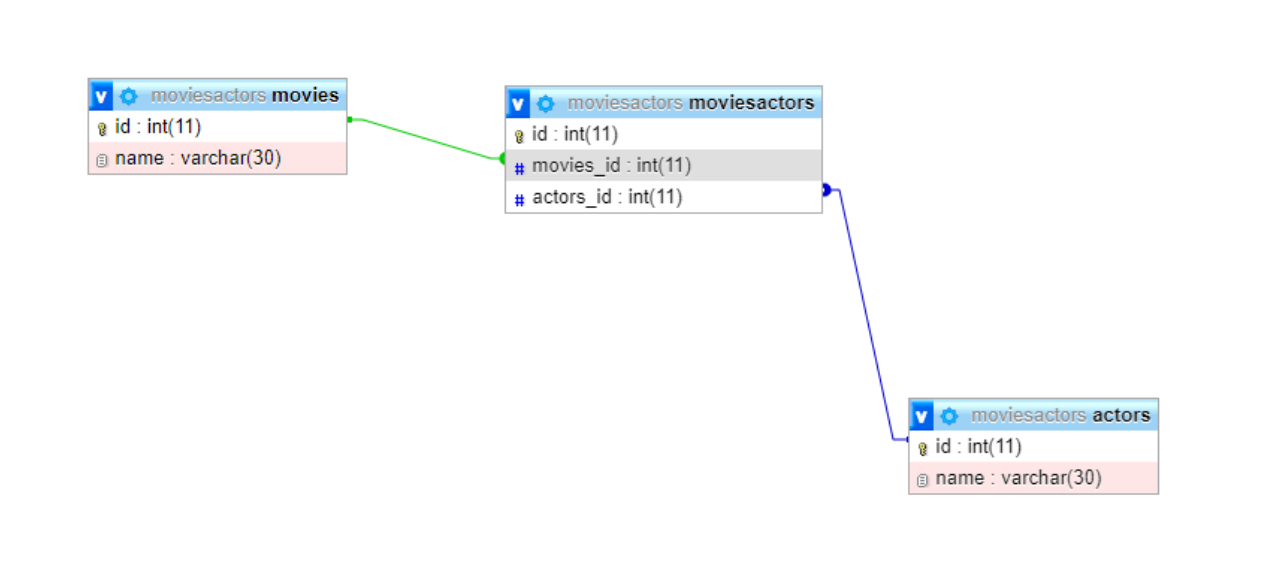 v moviesactors movies
id : int(11)
name : varchar(30)
v moviesactors moviesactors
id : int(11)
# movies_id : int(11)
# actors_id : int(11)
v moviesactors actors
id : int(11)
name : varchar(30)